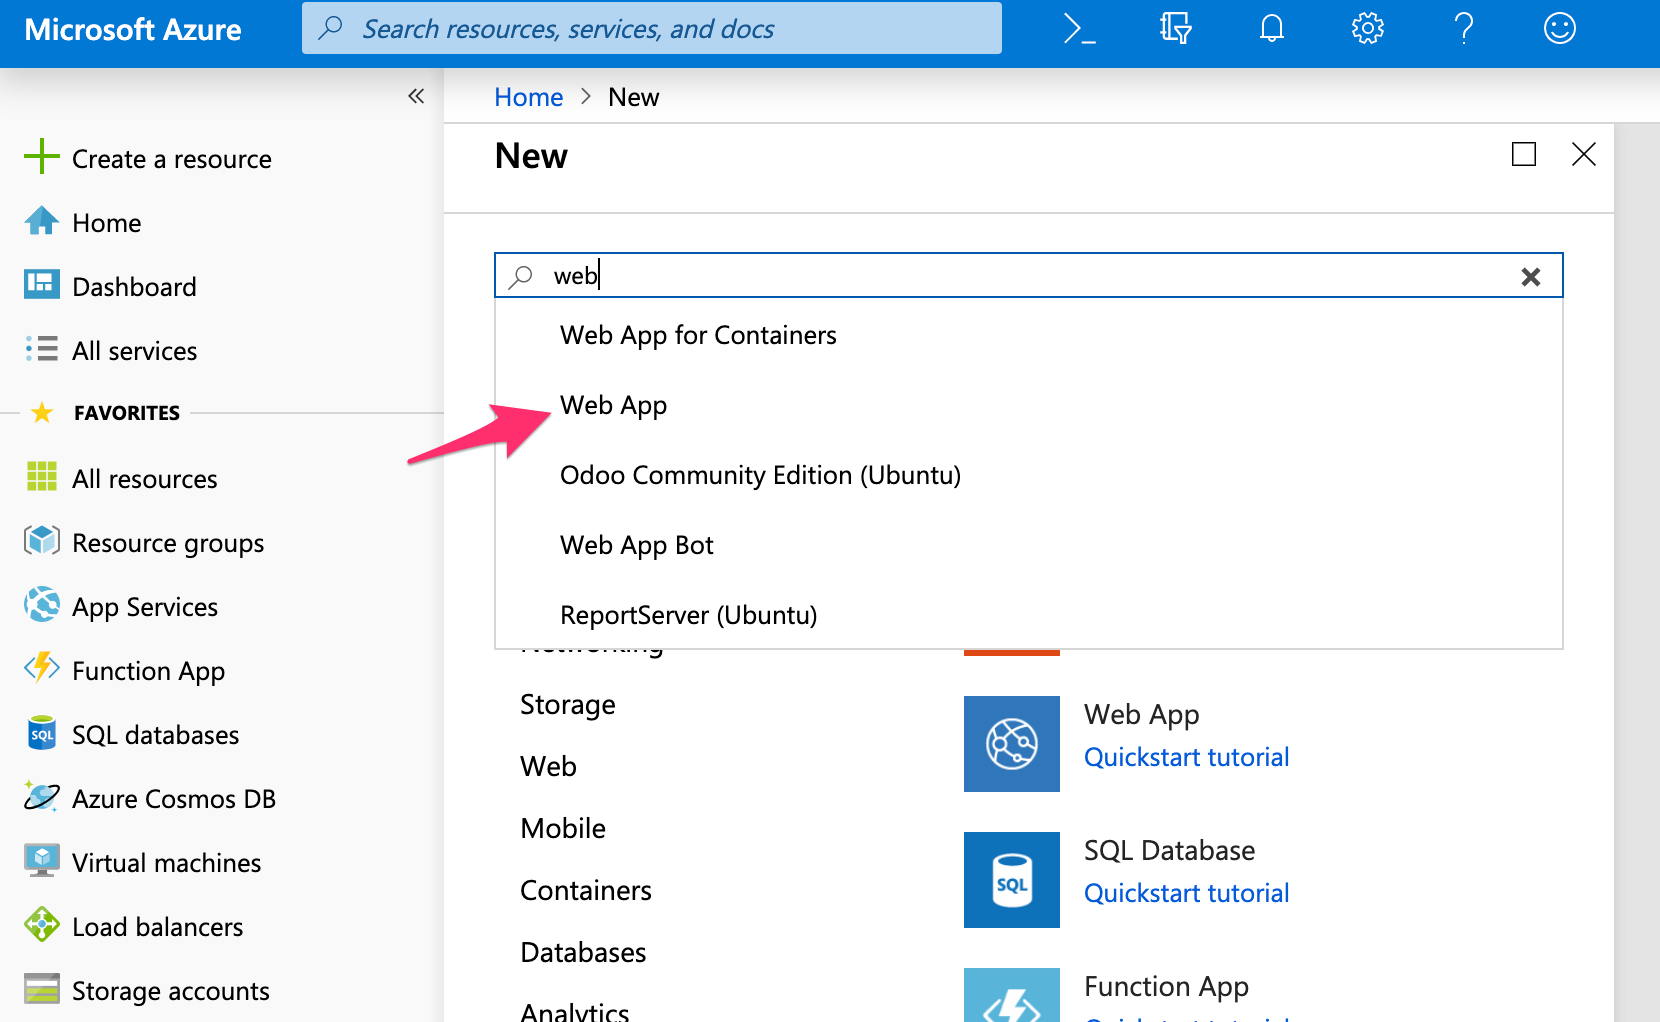 Microsoft Azure
Search resources, services, and docs
«
Create a resource
Home
Dashboard
All services
FAVORITES
All resources
Resource groups
App Services
Function App
SQL databases
Azure Cosmos DB
Virtual machines
Load balancers
Storage accounts
Home > New
New
web
Web App for Containers
Web App
Odoo Community Edition (Ubuntu)
Web App Bot
ReportServer (Ubuntu)
Networking
Storage
Web
Mobile
Containers
Databases
Analytics
Web App
Quickstart tutorial
SQL
SQL Database
Quickstart tutorial
Function App
Quickstart tutorial